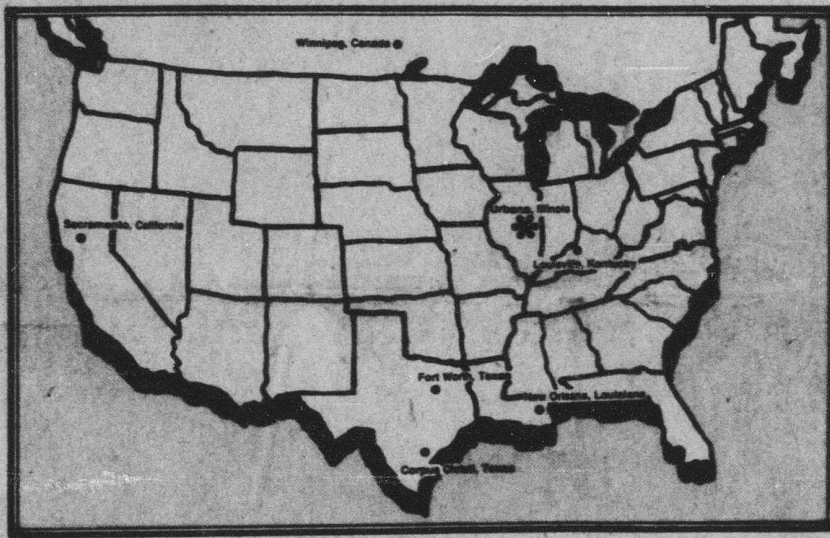 Winnipeg, Canada
Sacramento, California
Urbana, Illinois
Louisville, Kentucky
Fort Worth, Texas
New Orleans, Louisiana
Corpus Christi, Texas